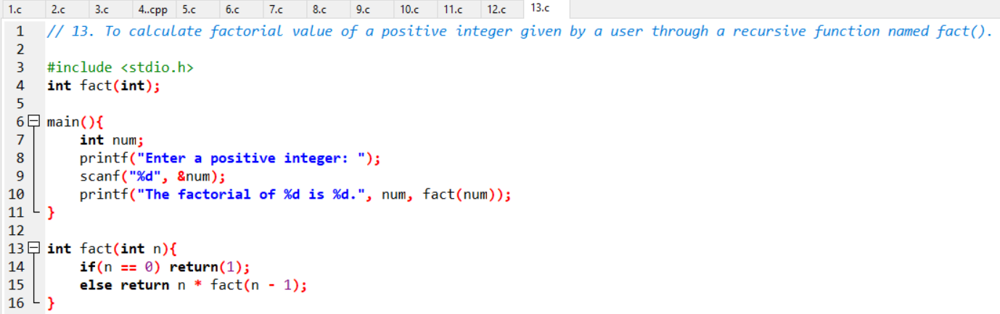 1.c 2.c 3.c 4..cpp 5.c 6.c 7.c 8.c 9.c 10.c 11.c 12.c 13.c
1 // 13. To calculate factorial value of a positive integer given by a user through a recursive function named fact().
2
3 #include <stdio.h>
4 int fact(int);
5
6 main(){
7 int num;
8 printf("Enter a positive integer: ");
9 scanf("%d", &num);
10 printf("The factorial of %d is %d.", num, fact(num));
11 }
12
13 int fact(int n){
14 if(n == 0) return(1);
15 else return n * fact(n - 1);
16 }